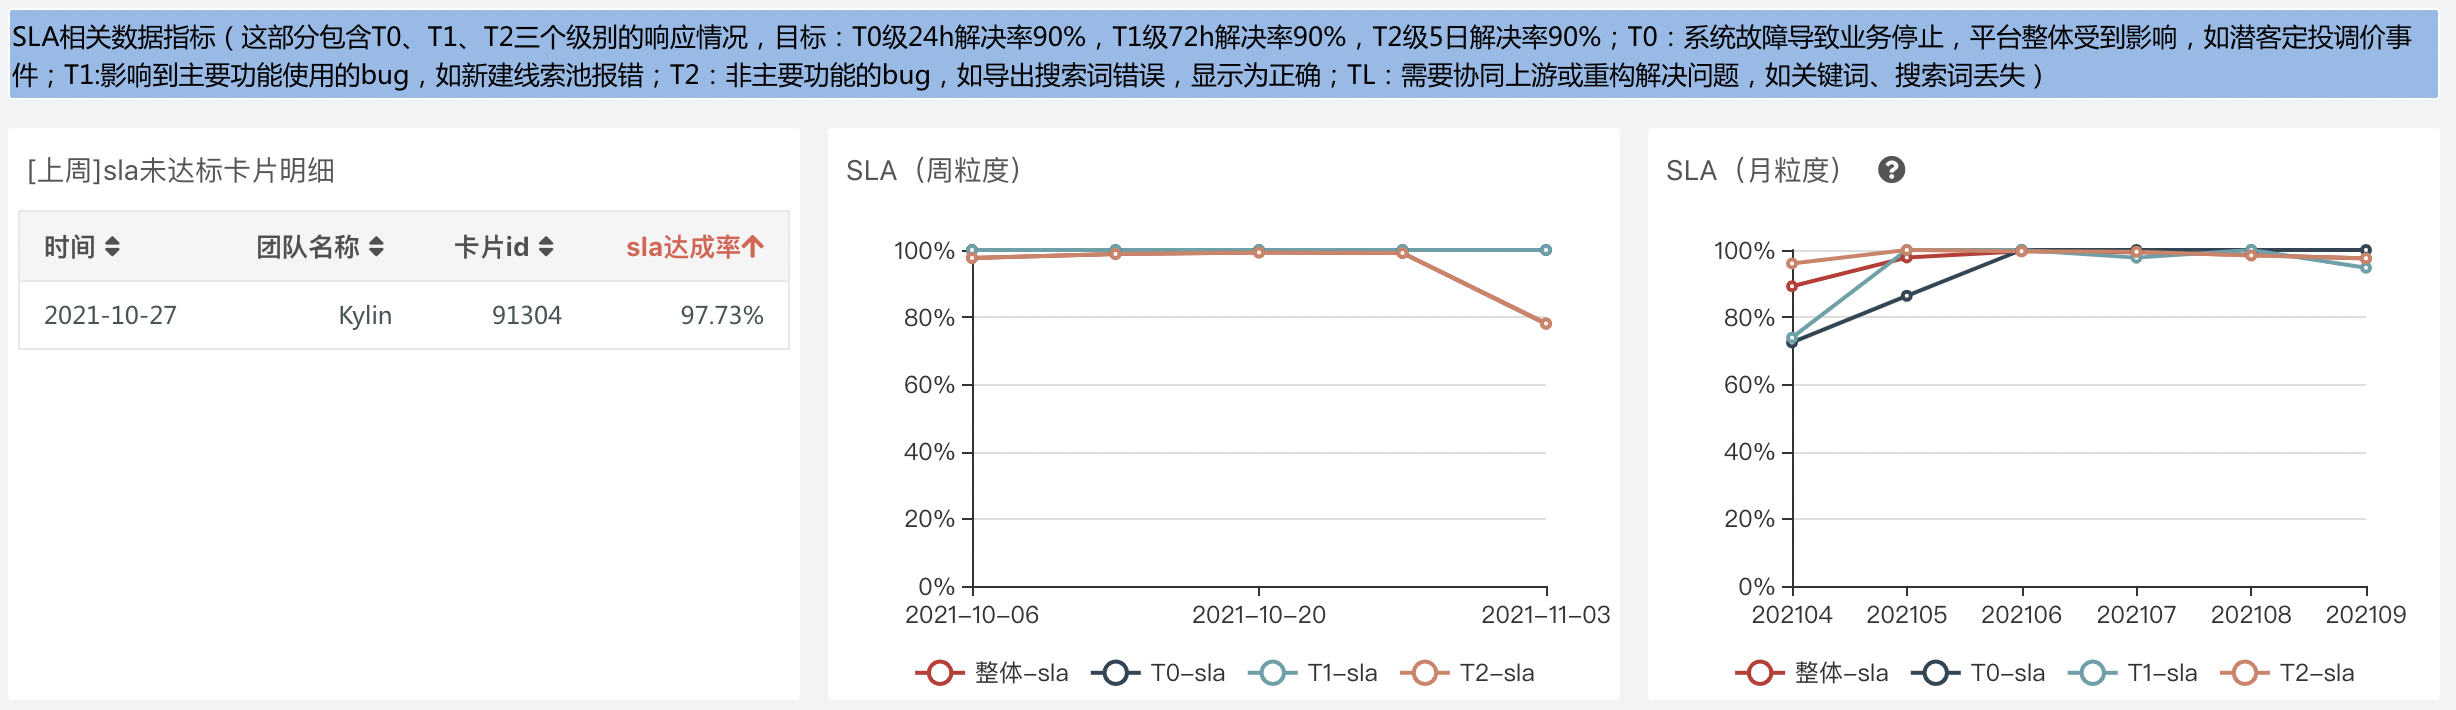 SLA相关数据指标（这部分包含T0、T1、T2三个级别的响应情况，目标：T0级24h解决率90%，T1级72h解决率90%，T2级5日解决率90%；T0：系统故障导致业务停止，平台整体受到影响，如潜客定投调价事
件；T1:影响到主要功能使用的bug，如新建线索池报错；T2：非主要功能的bug，如导出搜索词错误，显示为正确；TL：需要协同上游或重构解决问题，如关键词、搜索词丢失）
[上周]sla未达标卡片明细
时间 团队名称 卡片id sla达成率
2021-10-27 Kylin 91304 97.73%
SLA（周粒度）
100%
80%
60%
40%
20%
0%
2021-10-06 2021-10-20 2021-11-03
整体-sla T0-sla T1-sla T2-sla
SLA（月粒度） ?
100%
80%
60%
40%
20%
0%
202104 202105 202106 202107 202108 202109
整体-sla T0-sla T1-sla T2-sla